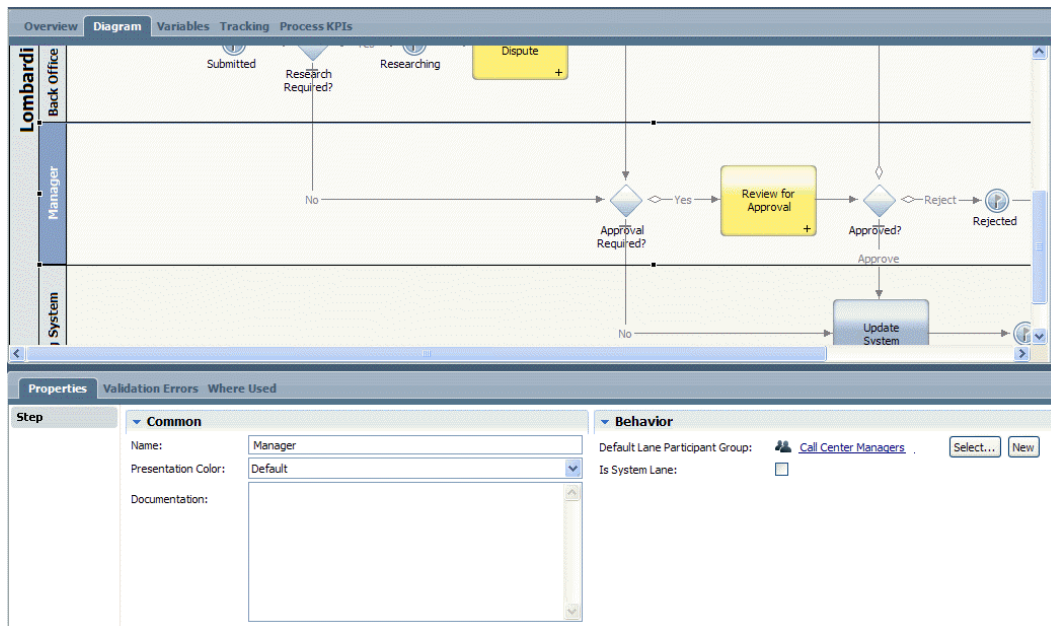 Overview Diagram Variables Tracking Process KPIs
Lombardi
Back Office
Submitted
Research
Required?
Yes
Researching
Dispute
Manager
No
Approval
Required?
Yes
Review for
Approval
Approved?
Reject
Rejected
Approve
System
No
Update
System
Properties Validation Errors Where Used
Step
Common
Name: Manager
Presentation Color: Default
Documentation:
Behavior
Default Lane Participant Group: Call Center Managers Select... New
Is System Lane: